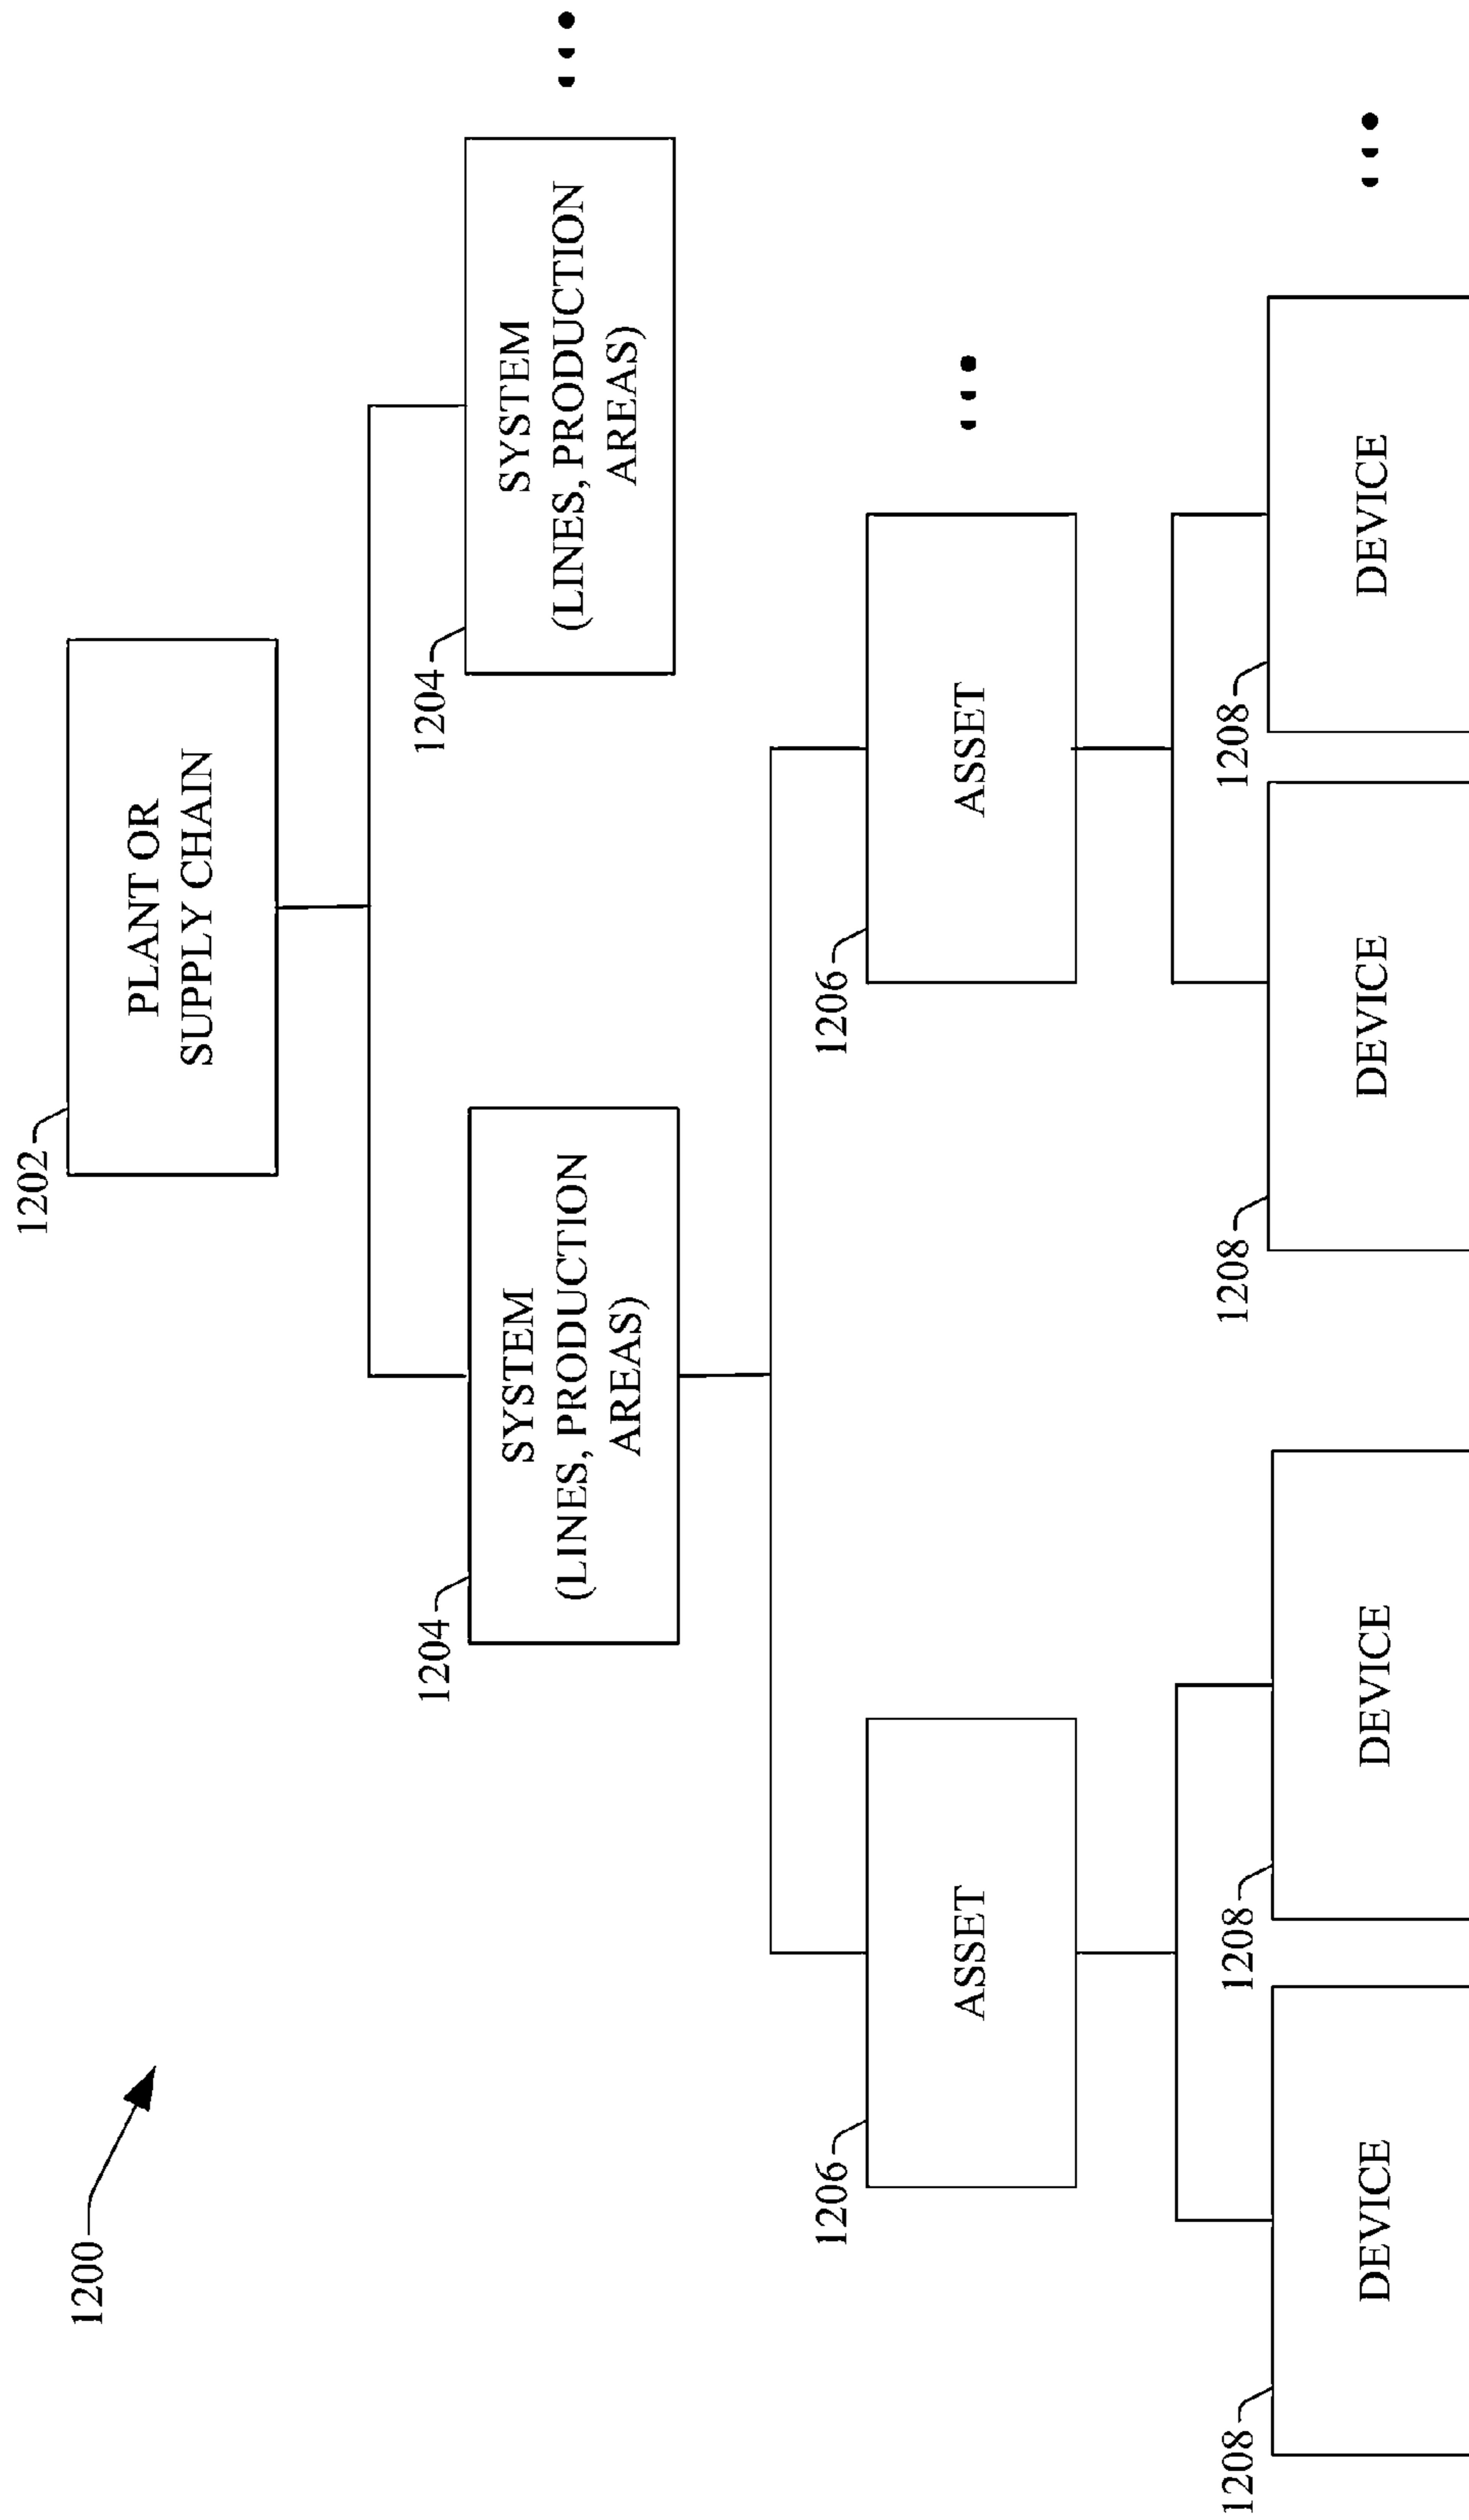 1200
1202
PLANT OR
SUPPLY CHAIN
1204
SYSTEM
(LINES, PRODUCTION
AREAS)
1204
SYSTEM
(LINES, PRODUCTION
AREAS)
1206
ASSET
1206
ASSET
1208
DEVICE
1208
DEVICE
1208
DEVICE
1208
DEVICE